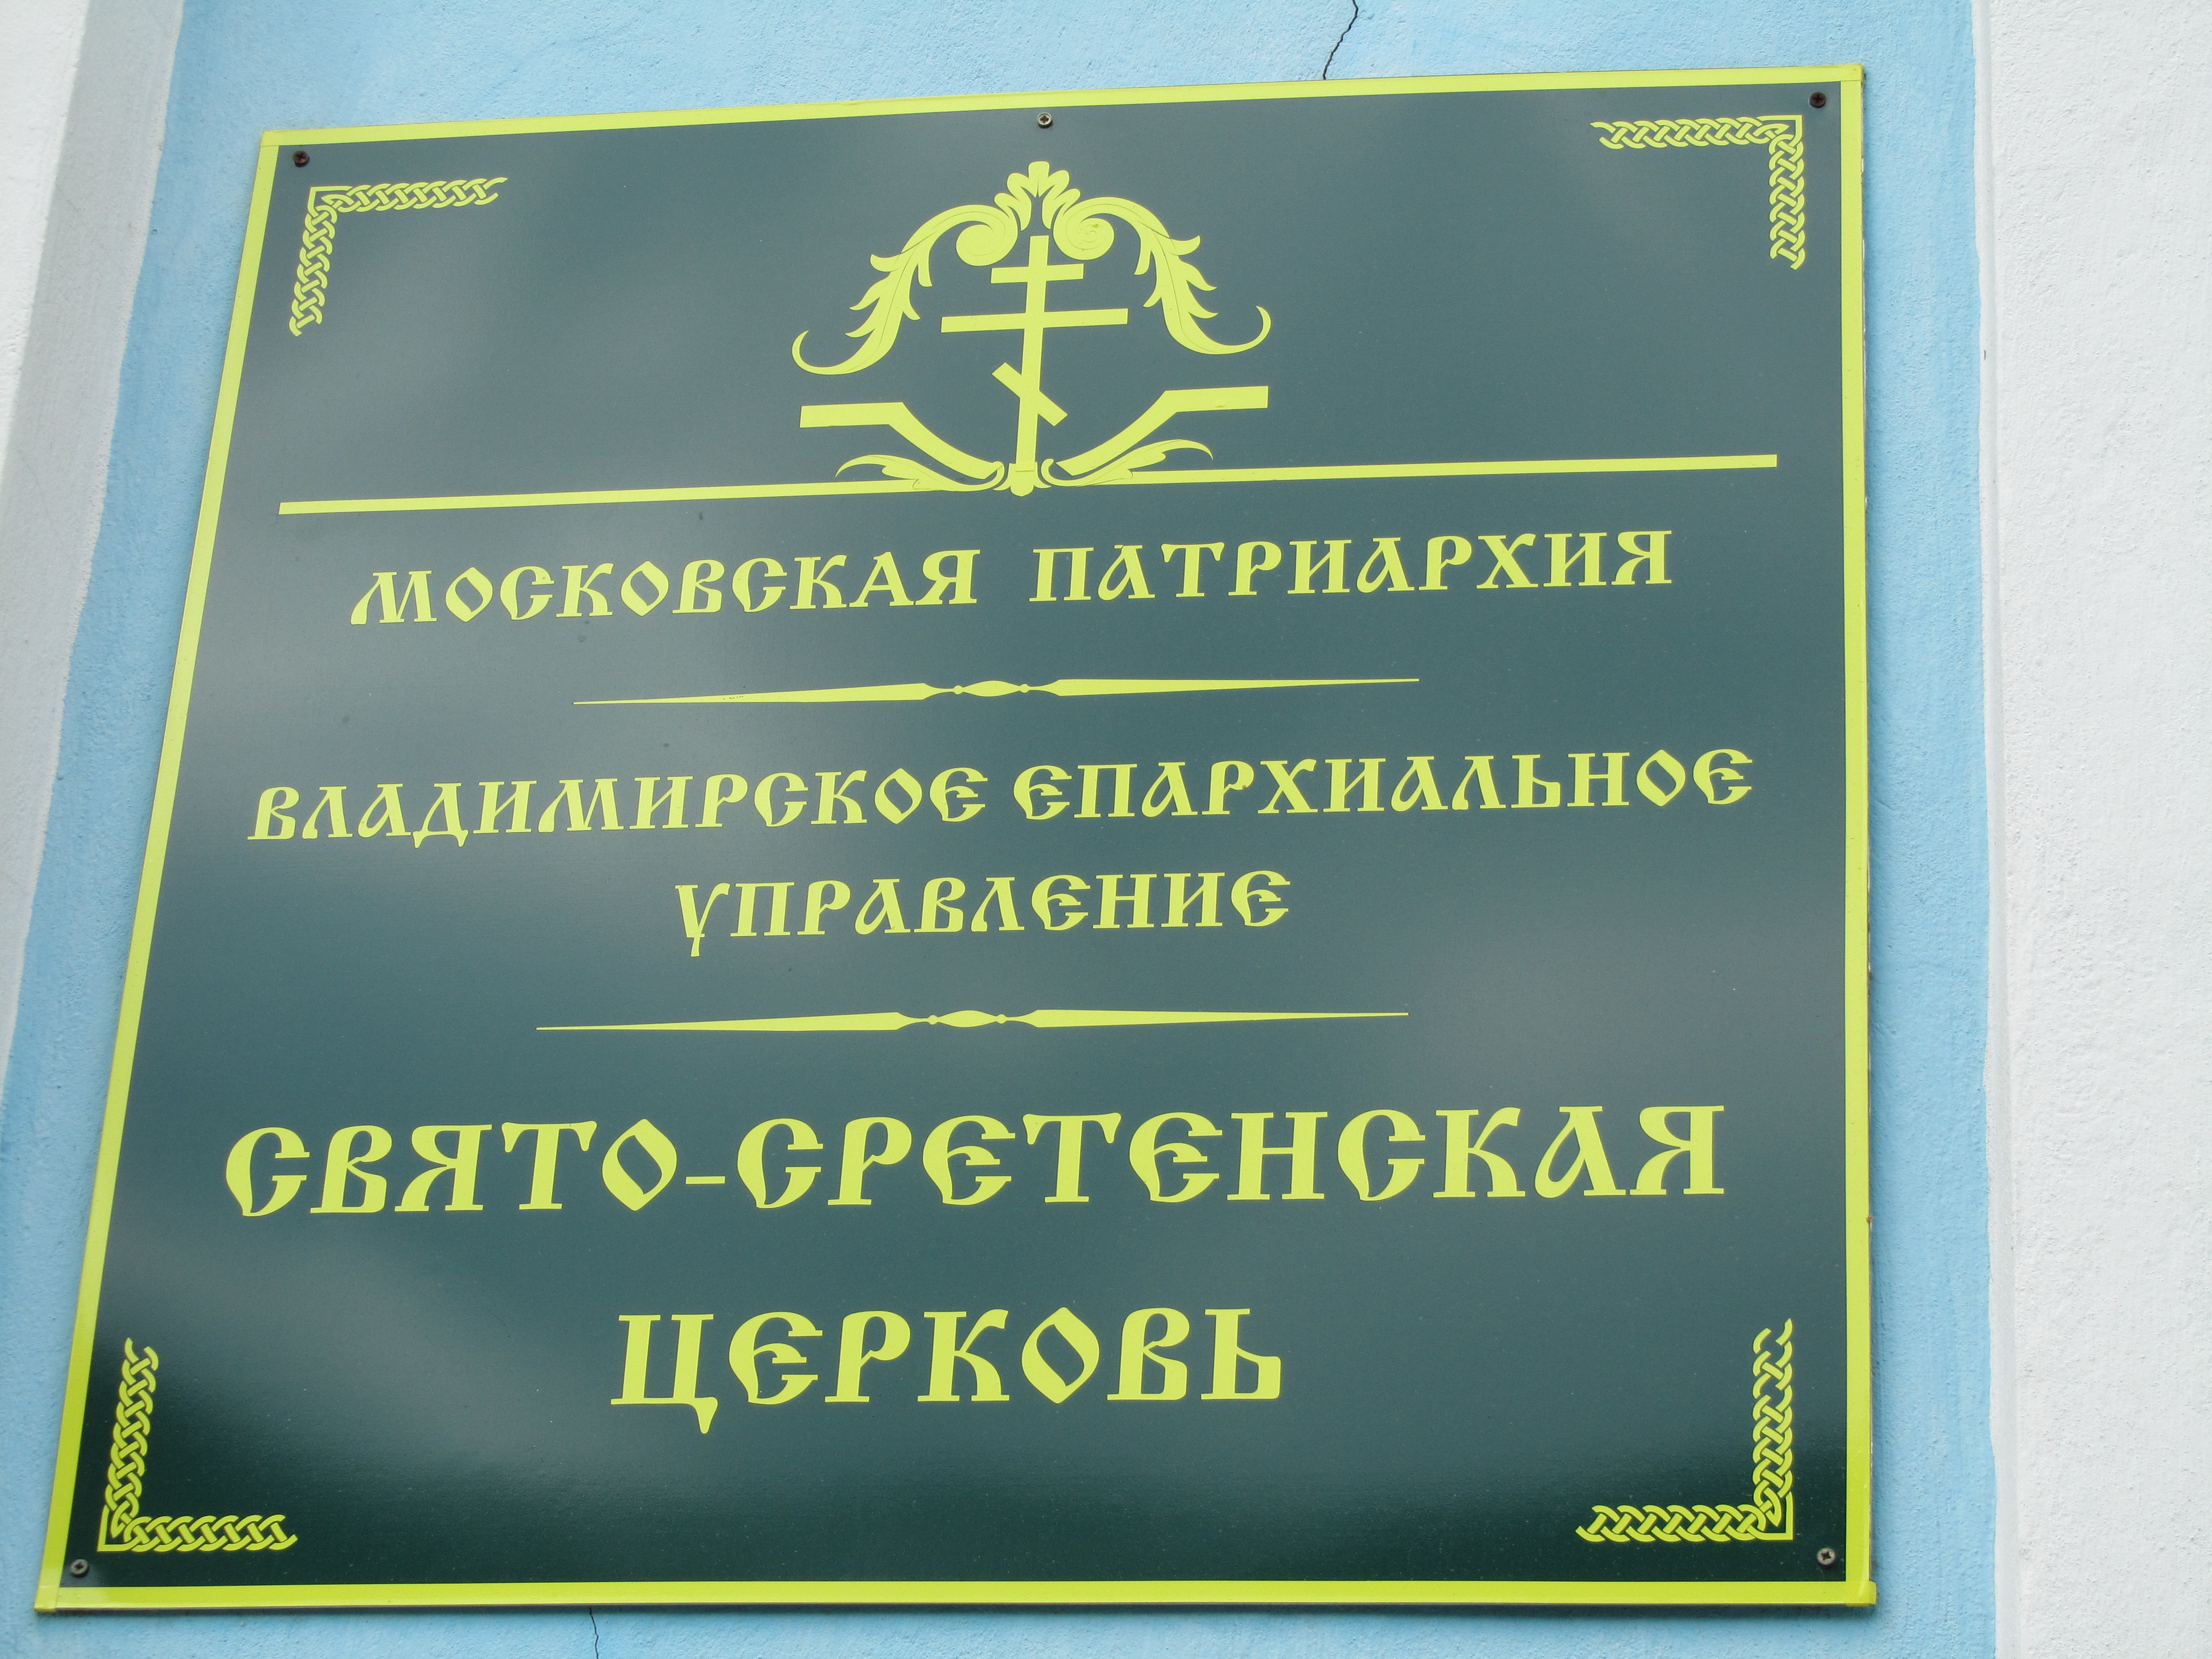 МОСКОВСКАЯ ПАТРИАРХИЯ
ВЛАДИМИРСКОЕ ЕПАРХИАЛЬНОЕ
УПРАВЛЕНИЕ
СВЯТО-СРЕТЕНСКАЯ
ЦЕРКОВЬ